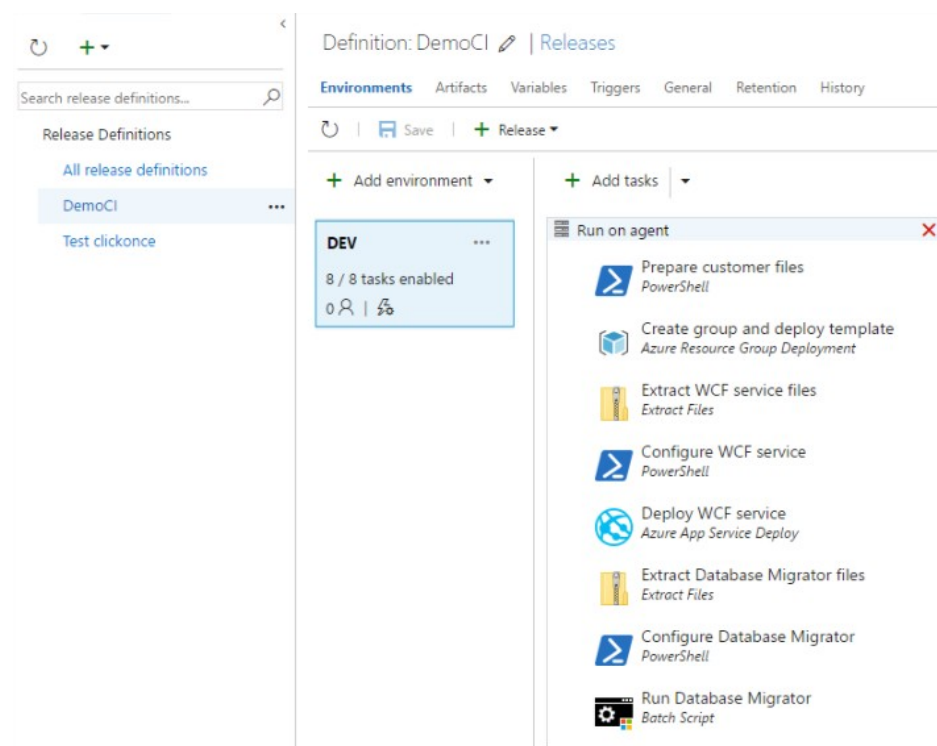 Search release definitions...
Release Definitions
All release definitions
DemoCI
Test clickonce
Definition: DemoCI | Releases
Environments Artifacts Variables Triggers General Retention History
Save | + Release
+ Add environment
DEV
8 / 8 tasks enabled
0 |
+ Add tasks
Run on agent
Prepare customer files
PowerShell
Create group and deploy template
Azure Resource Group Deployment
Extract WCF service files
Extract Files
Configure WCF service
PowerShell
Deploy WCF service
Azure App Service Deploy
Extract Database Migrator files
Extract Files
Configure Database Migrator
PowerShell
Run Database Migrator
Batch Script